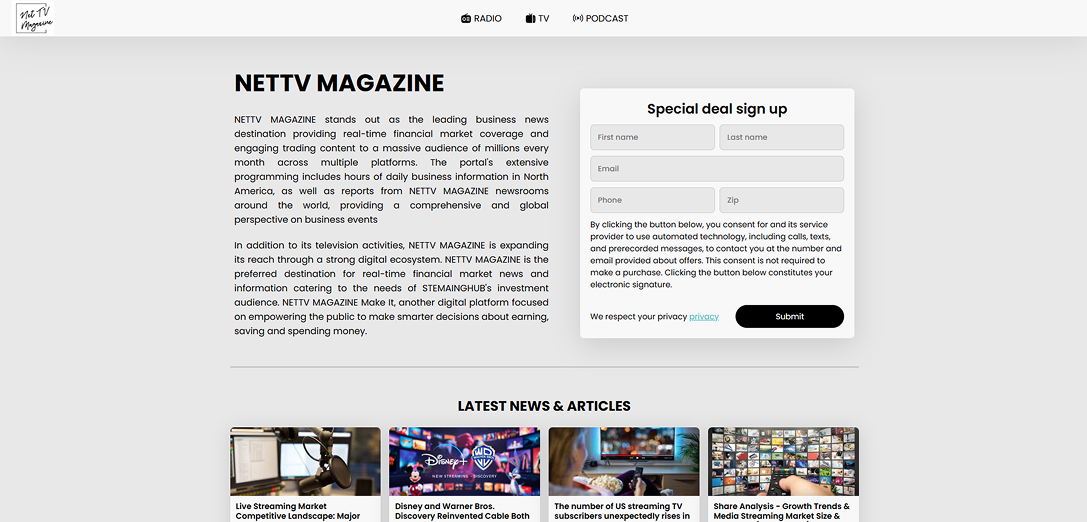 Net TV
Magazine
RADIO
TV
PODCAST
NETTV MAGAZINE
NETTV MAGAZINE stands out as the leading business news
destination providing real-time financial market coverage and
engaging trading content to a massive audience of millions every
month across multiple platforms. The portal's extensive
programming includes hours of daily business information in North
America, as well as reports from NETTV MAGAZINE newsrooms
around the world, providing a comprehensive and global
perspective on business events
In addition to its television activities, NETTV MAGAZINE is expanding
its reach through a strong digital ecosystem. NETTV MAGAZINE is the
preferred destination for real-time financial market news and
information catering to the needs of STEMAINGHUB's investment
audience. NETTV MAGAZINE Make It, another digital platform focused
on empowering the public to make smarter decisions about earning,
saving and spending money.
Special deal sign up
First name
Last name
Email
Phone
Zip
By clicking the button below, you consent for and its service
provider to use automated technology, including calls, texts,
and prerecorded messages, to contact you at the number and
email provided about offers. This consent is not required to
make a purchase. Clicking the button below constitutes your
electronic signature.
We respect your privacy privacy
Submit
LATEST NEWS & ARTICLES
Disney+
WB
NEW STREAMING
DISCOVERY
Live Streaming Market
Competitive Landscape: Major
Disney and Warner Bros.
Discovery Reinvented Cable Both
The number of US streaming TV
subscribers unexpectedly rises in
Share Analysis - Growth Trends &
Media Streaming Market Size &